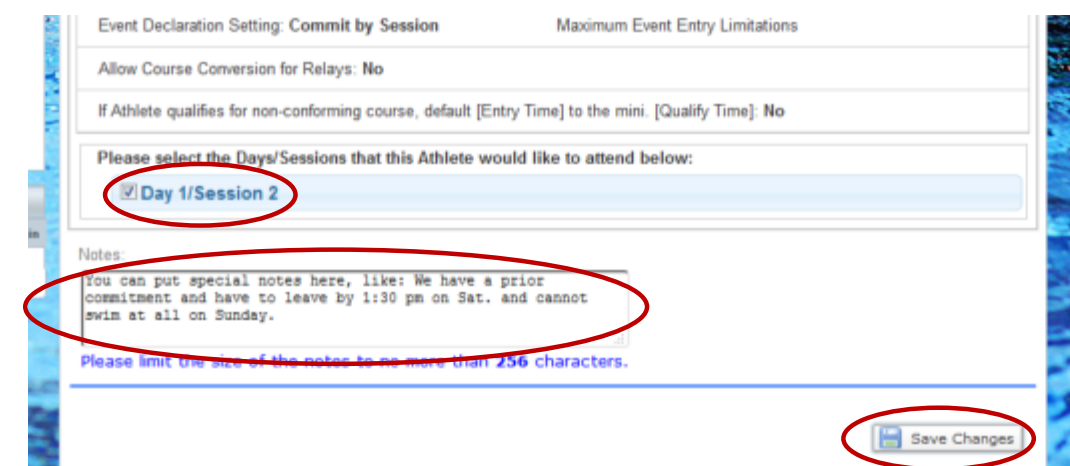 Event Declaration Setting: Commit by Session Maximum Event Entry Limitations
Allow Course Conversion for Relays: No
If Athlete qualifies for non-conforming course, default [Entry Time] to the mini. [Qualify Time]: No
Please select the Days/Sessions that this Athlete would like to attend below:
Day 1/Session 2
in
Notes:
You can put special notes here, like: We have a prior
commitment and have to leave by 1:30 pm on Sat. and cannot
swim at all on Sunday.
Please limit the size of the notes to no more than 256 characters.
Save Changes